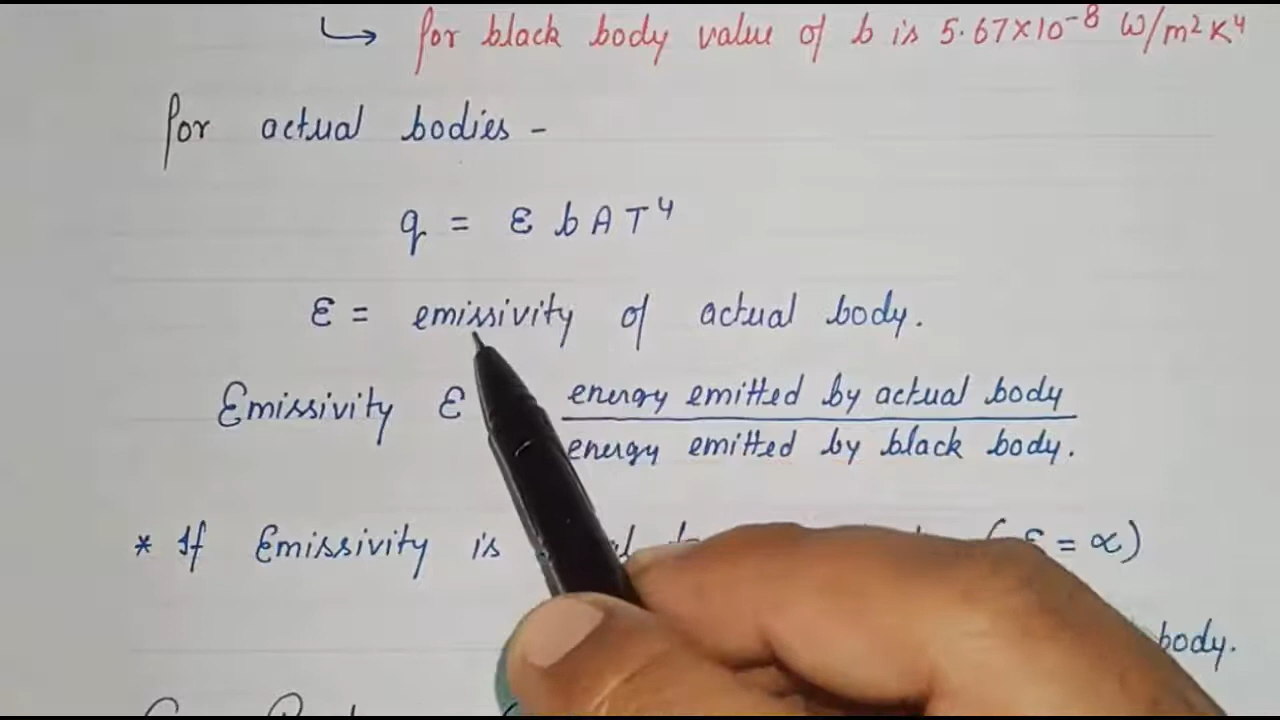 ↳ for black body value of b is 5.67×10⁻⁸ W/m²K⁴
for actual bodies -
q = ε b A T⁴
ε = emissivity of actual body.
Emissivity ε energy emitted by actual body
energy emitted by black body.
* If Emissivity is (ε = α)
body.